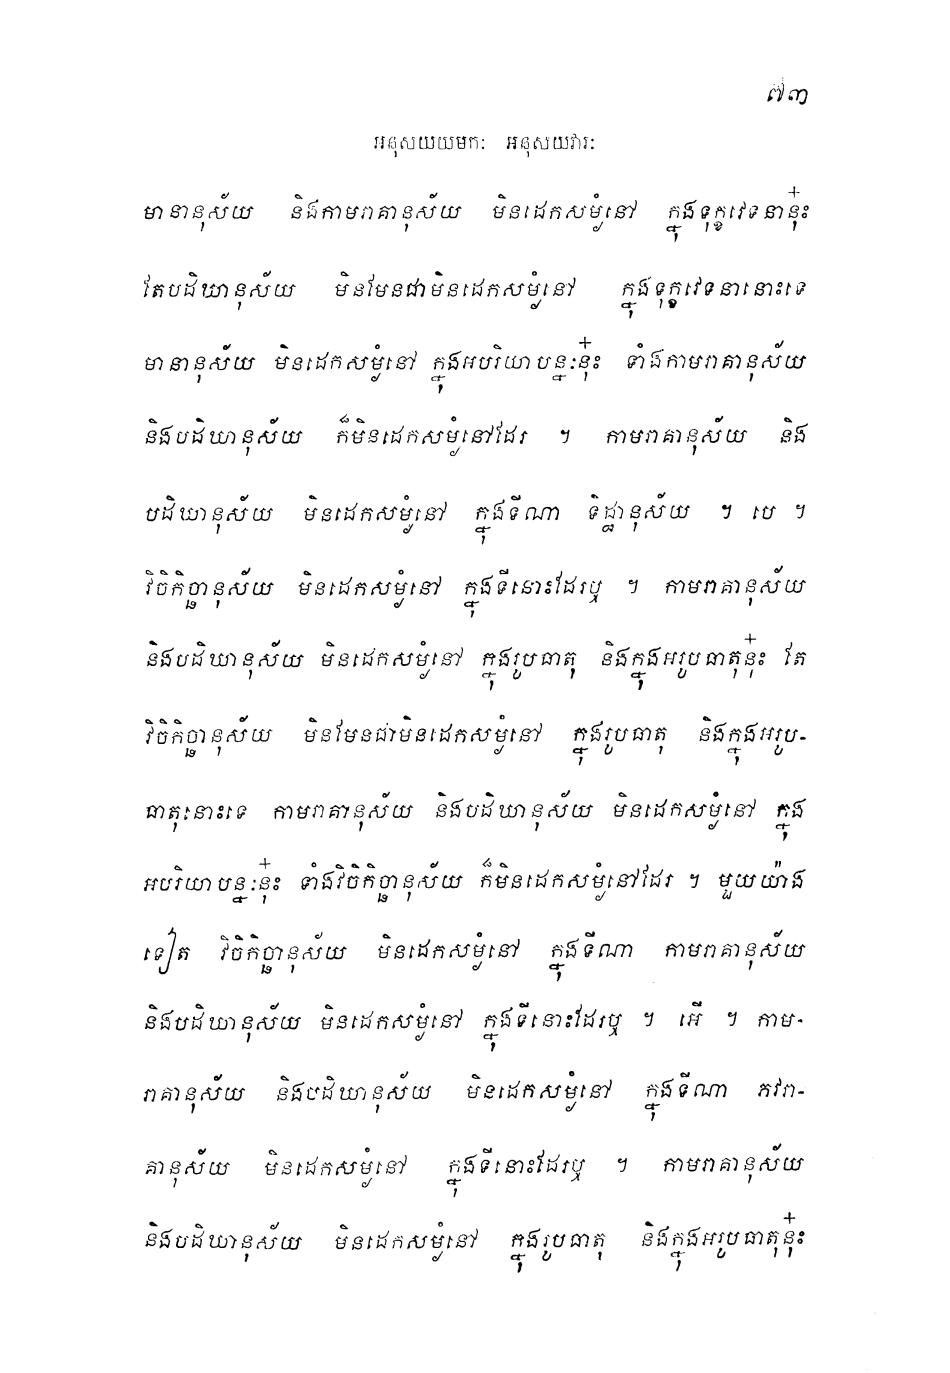 ៧៣
អនុសយយមកៈ អនុសយវារៈ
មានានុស័យ និងកាមរាគានុស័យ មិនដេកសម្ងំនៅ ក្នុងទុក្ខវេទនានុ៎ះ
តែបដិឃានុស័យ មិនមែនជាមិនដេកសម្ងំនៅ ក្នុងទុក្ខវេទនានោះទេ
មានានុស័យ មិនដេកសម្ងំនៅ ក្នុងអបរិយាបន្នៈនុ៎ះ ទាំងកាមរាគានុស័យ
និងបដិឃានុស័យ ក៏មិនដេកសម្ងំនៅដែរ ។ កាមរាគានុស័យ និង
បដិឃានុស័យ មិនដេកសម្ងំនៅ ក្នុងទីណា ទិដ្ឋានុស័យ ។ បេ ។
វិចិកិច្ឆានុស័យ មិនដេកសម្ងំនៅ ក្នុងទីនោះដែរឬ ។ កាមរាគានុស័យ
និងបដិឃានុស័យ មិនដេកសម្ងំនៅ ក្នុងរូបធាតុ និងក្នុងអរូបធាតុនុ៎ះ តែ
វិចិកិច្ឆានុស័យ មិនមែនជាមិនដេកសម្ងំនៅ ក្នុងរូបធាតុ និងក្នុងអរូប-
ធាតុនោះទេ កាមរាគានុស័យ និងបដិឃានុស័យ មិនដេកសម្ងំនៅ ក្នុង
អបរិយាបន្នៈនុ៎ះ ទាំងវិចិកិច្ឆានុស័យ ក៏មិនដេកសម្ងំនៅដែរ ។ មួយយ៉ាង
ទៀត វិចិកិច្ឆានុស័យ មិនដេកសម្ងំនៅ ក្នុងទីណា កាមរាគានុស័យ
និងបដិឃានុស័យ មិនដេកសម្ងំនៅ ក្នុងទីនោះដែរឬ ។ អើ ។ កាម-
រាគានុស័យ និងបដិឃានុស័យ មិនដេកសម្ងំនៅ ក្នុងទីណា ភវរា-
គានុស័យ មិនដេកសម្ងំនៅ ក្នុងទីនោះដែរឬ ។ កាមរាគានុស័យ
និងបដិឃានុស័យ មិនដេកសម្ងំនៅ ក្នុងរូបធាតុ និងក្នុងអរូបធាតុនុ៎ះ